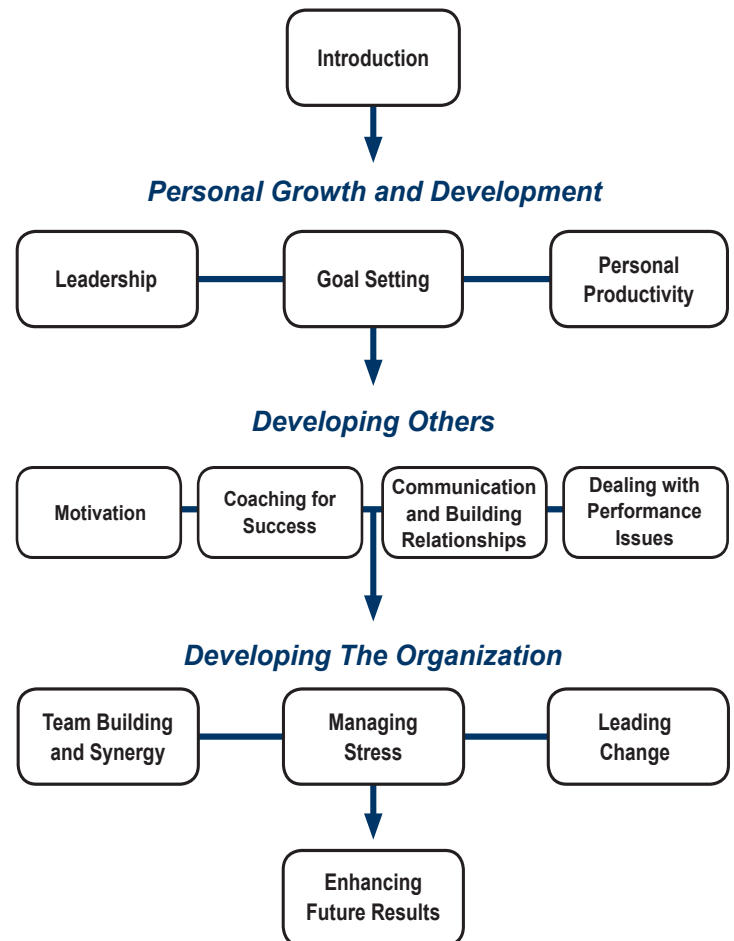 Introduction
Personal Growth and Development
Leadership
Goal Setting
Personal
Productivity
Developing Others
Motivation
Coaching for
Success
Communication
and Building
Relationships
Dealing with
Performance
Issues
Developing The Organization
Team Building
and Synergy
Managing
Stress
Leading
Change
Enhancing
Future Results